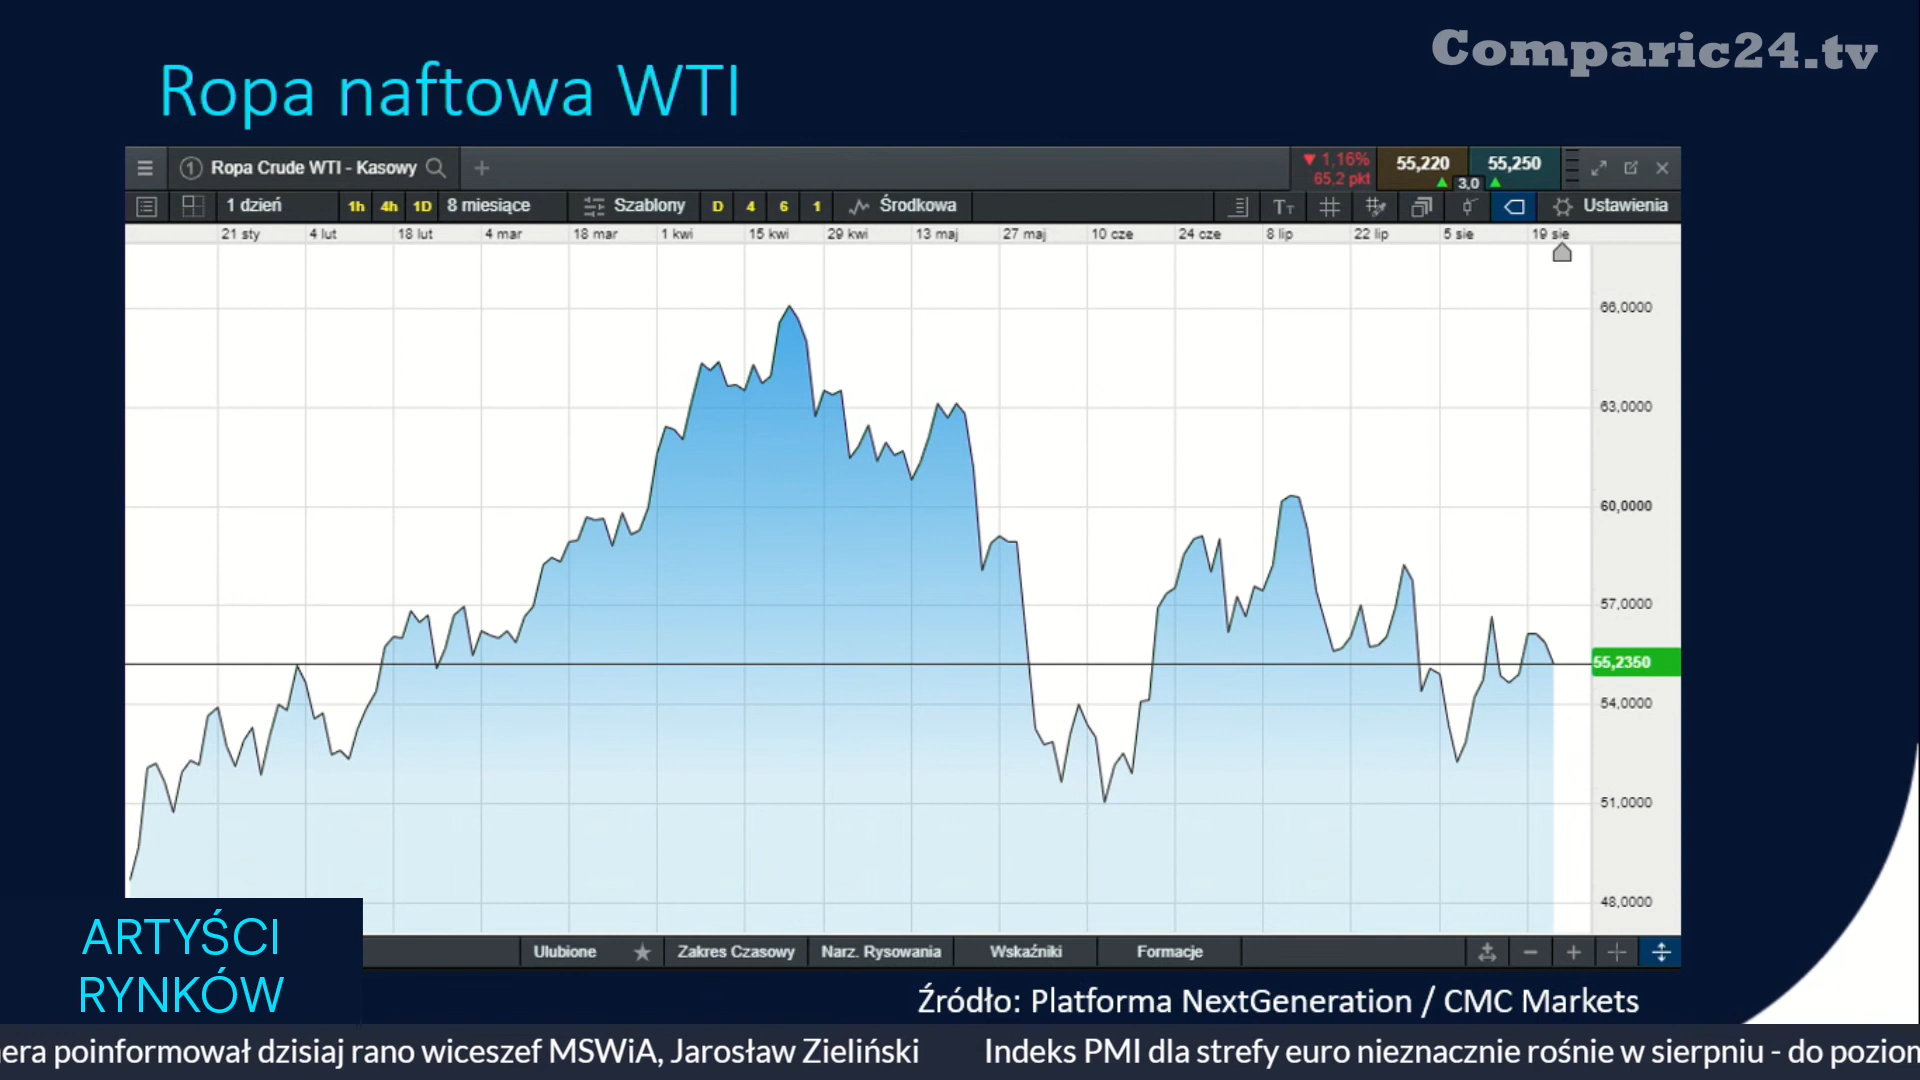 Comparic24.tv
Ropa naftowa WTI
1 Ropa Crude WTI - Kasowy
1,16%
65,2 pkt
55,220
55,250
3,0
1 dzień
1h
4h
1D
8 miesiące
Szablony
D
4
6
1
Środkowa
Ustawienia
21 sty
4 lut
18 lut
4 mar
18 mar
1 kwi
15 kwi
29 kwi
13 maj
27 maj
10 cze
24 cze
8 lip
22 lip
5 sie
19 sie
66,0000
63,0000
60,0000
57,0000
55,2350
54,0000
51,0000
48,0000
Ulubione
Zakres Czasowy
Narz. Rysowania
Wskaźniki
Formacje
ARTYŚCI
RYNKÓW
Źródło: Platforma NextGeneration / CMC Markets
era poinformował dzisiaj rano wiceszef MSWiA, Jarosław Zieliński Indeks PMI dla strefy euro nieznacznie rośnie w sierpniu - do pozion